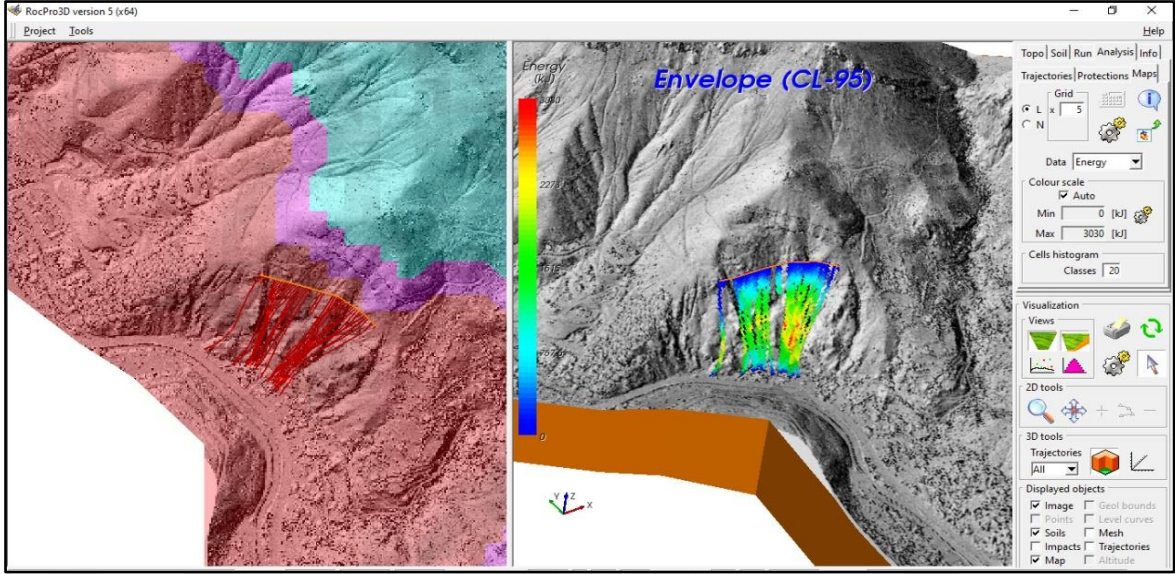 RocPro3D version 5 (x64)
Project Tools
Help
Energy
(kJ)
Envelope (CL-95)
3030
2273
1515
757.5
0
Y Z X
Topo Soil Run Analysis Info
Trajectories Protections Maps
Grid
L x 5
N
Data Energy
Colour scale
Auto
Min 0 [kJ]
Max 3030 [kJ]
Cells histogram
Classes 20
Visualization
Views
2D tools
3D tools
Trajectories
All
Displayed objects
Image Geol bounds
Points Level curves
Soils Mesh
Impacts Trajectories
Map Altitude